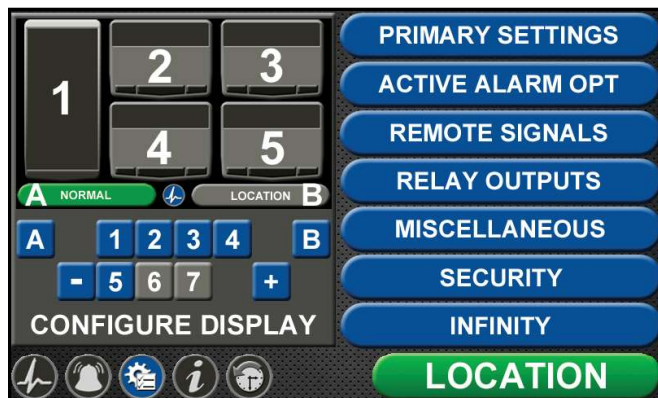 1 2 3
4 5
A NORMAL LOCATION B
A 1 2 3 4 B
- 5 6 7 +
CONFIGURE DISPLAY
PRIMARY SETTINGS
ACTIVE ALARM OPT
REMOTE SIGNALS
RELAY OUTPUTS
MISCELLANEOUS
SECURITY
INFINITY
i
LOCATION